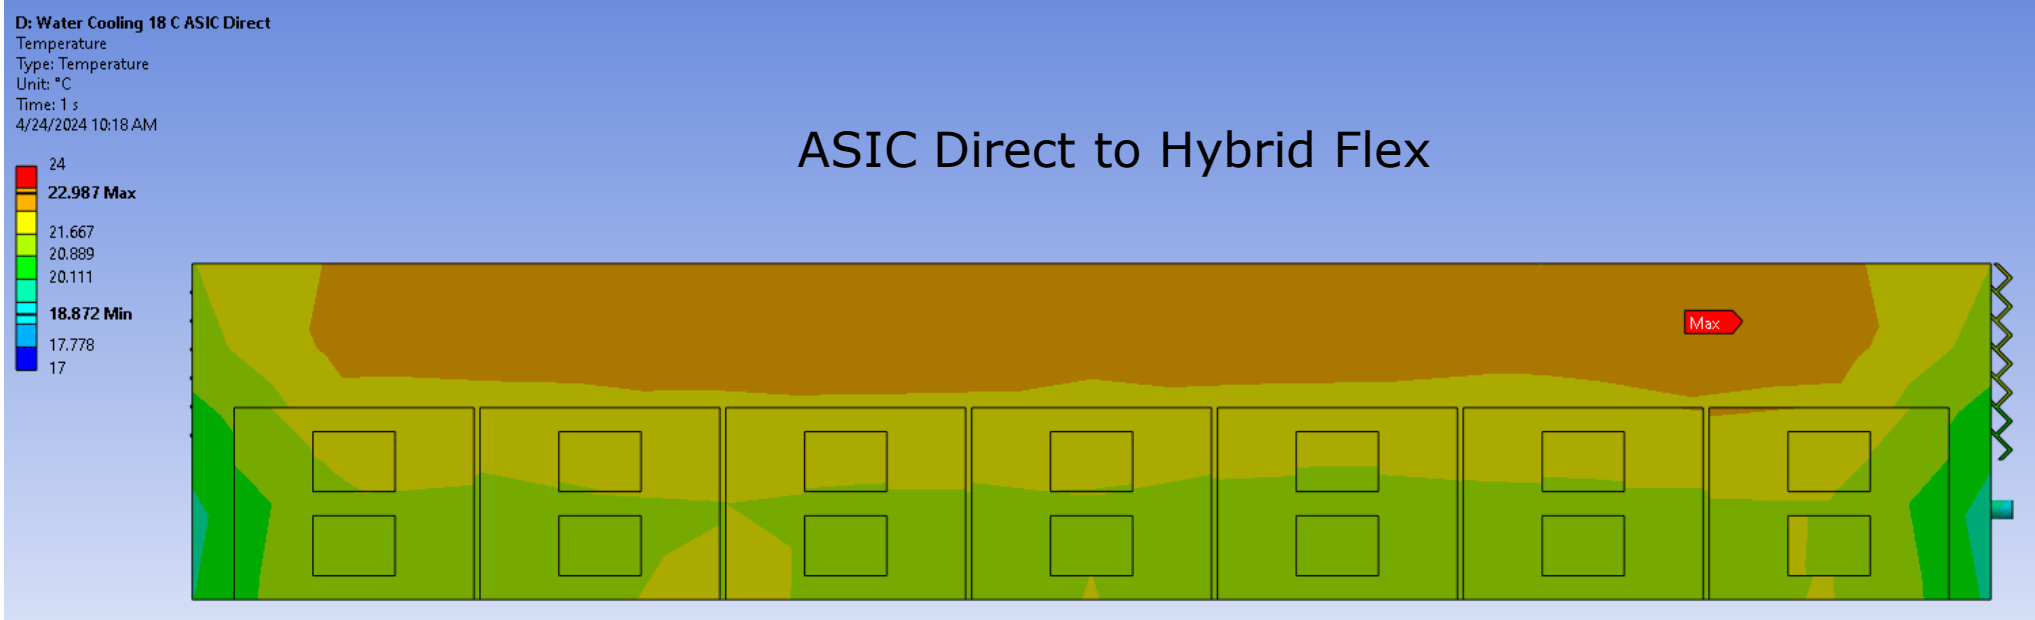 D: Water Cooling 18 C ASIC Direct
Temperature
Type: Temperature
Unit: °C
Time: 1 s
4/24/2024 10:18 AM
ASIC Direct to Hybrid Flex
24
22.987 Max
21.667
20.889
20.111
18.872 Min
17.778
17
Max